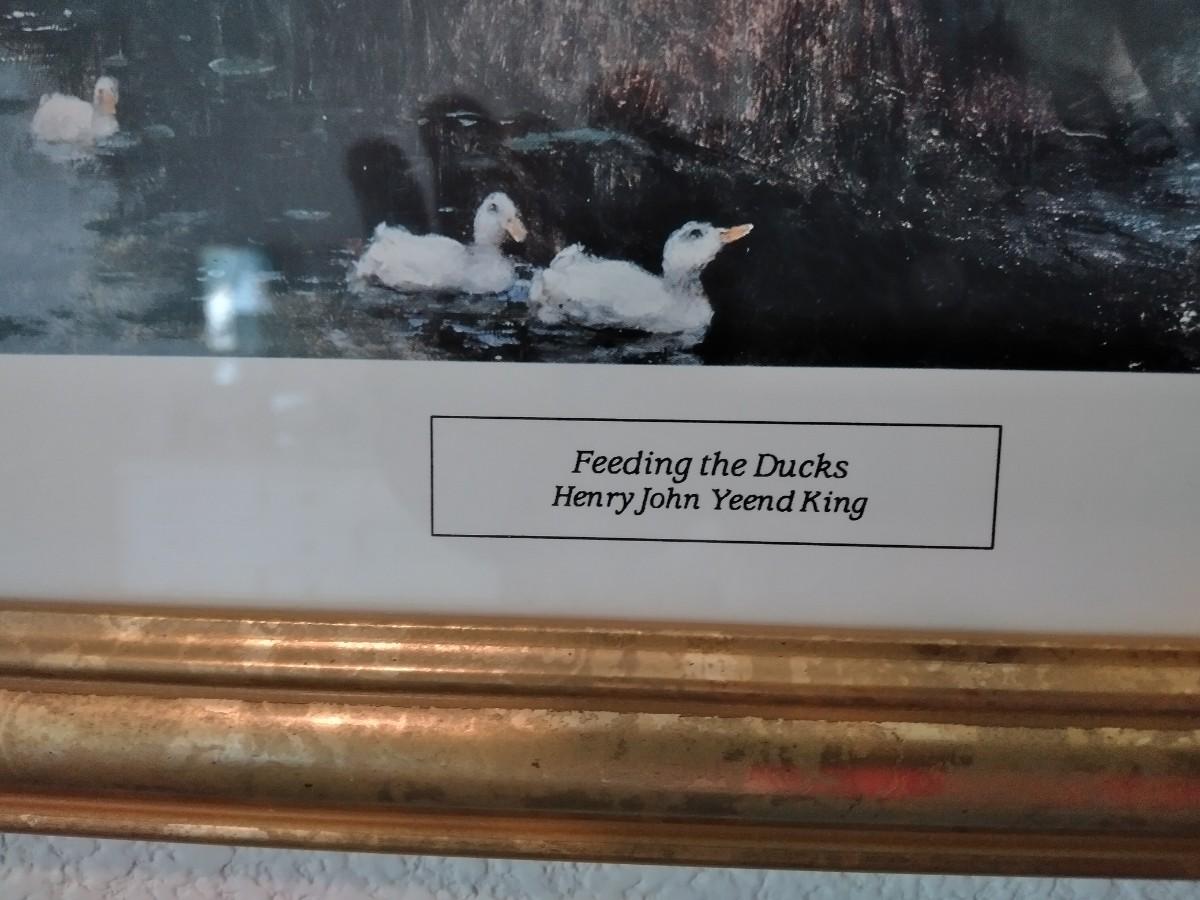 Feeding the Ducks
Henry John Yeend King